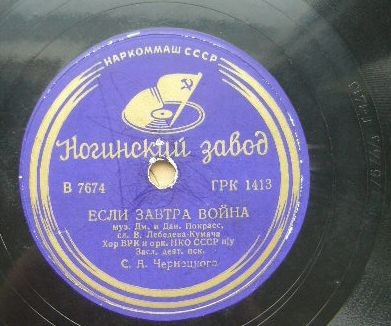 НАРКОММАШ СССР
Ногинский завод
В 7674 ГРК 1413
ЕСЛИ ЗАВТРА ВОЙНА
муз. Дм. и Дан. Покрасс,
сл. В. Лебедева-Кумача
Хор ВРК и орк. НКО СССР п/у
Засл. деят. иск.
С. А. Чернецкого